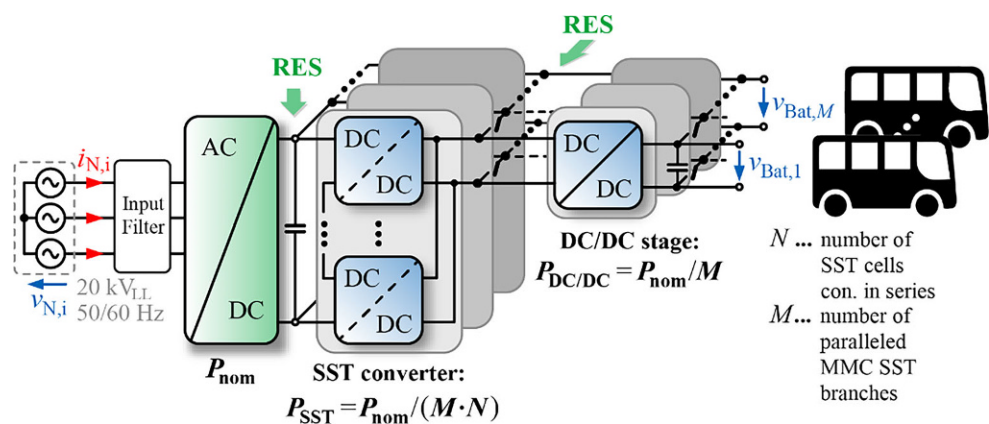 RES
RES
AC
DC
DC
DC
DC
DC
DC
DC
i_N,i
Input
Filter
v_N,i
20 kV_LL
50/60 Hz
P_nom
SST converter:
P_SST = P_nom/(M·N)
DC/DC stage:
P_DC/DC = P_nom/M
v_Bat,M
v_Bat,1
N ... number of
SST cells
con. in series
M ... number of
paralleled
MMC SST
branches